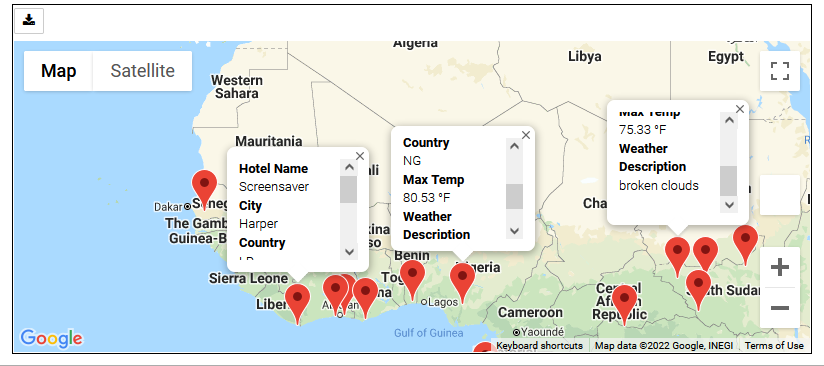 Algeria
Libya
Egypt
Map
Satellite
Western
Sahara
Mauritania
Max Temp
75.33 °F
Weather
Description
broken clouds
Country
NG
Max Temp
80.53 °F
Weather
Description
Hotel Name
Screensaver
City
Harper
Country
Dakar
Seneg
The Gamb
Guinea-B
Sierra Leone
Liber
Benin
Tog
Lagos
Cha
Central
African
Republic
South Sudan
Cameroon
Yaoundé
Gulf of Guinea
Google
Keyboard shortcuts
Map data ©2022 Google, INEGI
Terms of Use